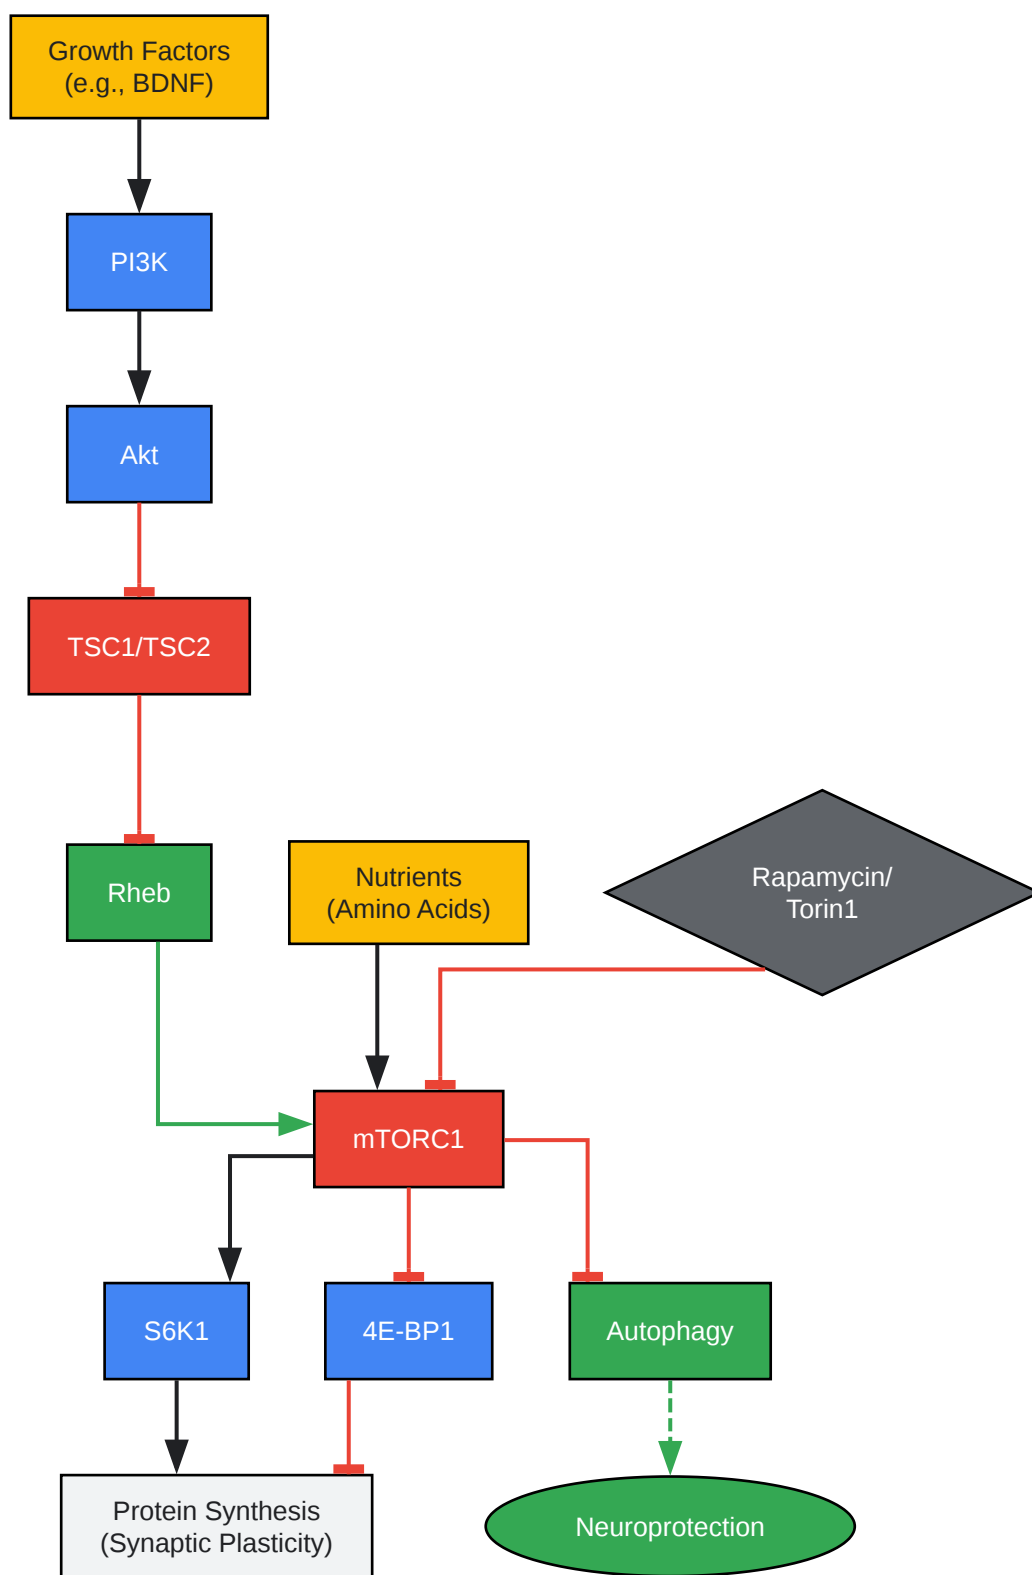 Growth Factors
(e.g., BDNF)
PI3K
Akt
TSC1/TSC2
Rheb
Nutrients
(Amino Acids)
Rapamycin/
Torin1
mTORC1
S6K1
4E-BP1
Autophagy
Protein Synthesis
(Synaptic Plasticity)
Neuroprotection